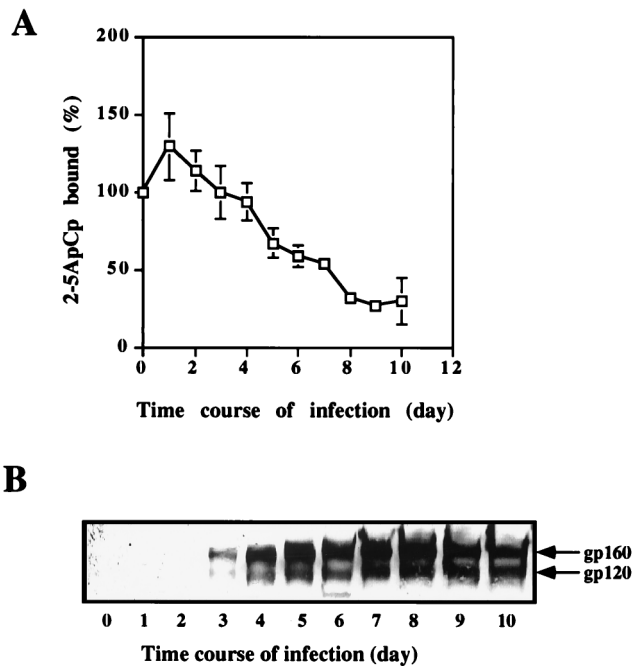 A
200
150
100
50
0
2-5ApCp bound (%)
0 2 4 6 8 10 12
Time course of infection (day)
B
gp160
gp120
0 1 2 3 4 5 6 7 8 9 10
Time course of infection (day)